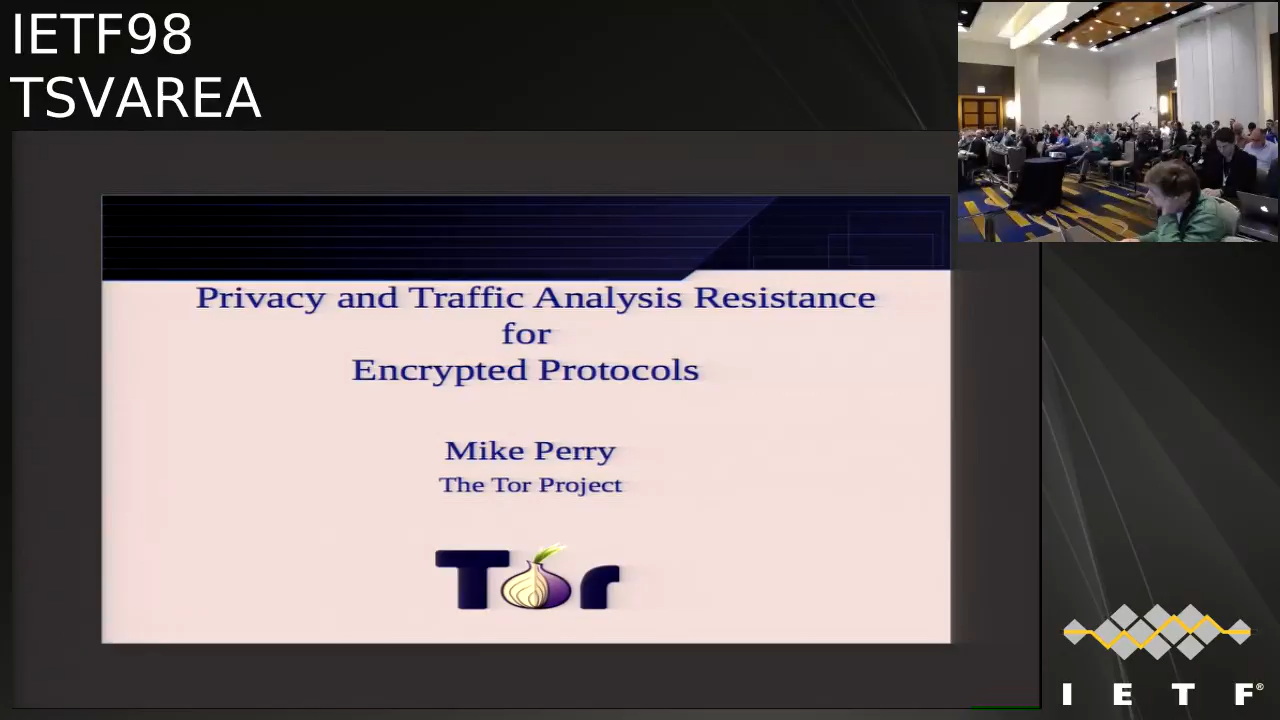 IETF98
TSVAREA
Privacy and Traffic Analysis Resistance
for
Encrypted Protocols
Mike Perry
The Tor Project
Tor
I E T F®